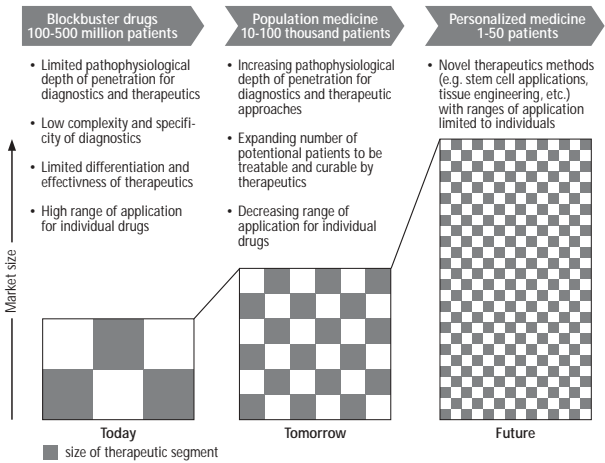 Blockbuster drugs
100-500 million patients
Population medicine
10-100 thousand patients
Personalized medicine
1-50 patients
• Limited pathophysiological
depth of penetration for
diagnostics and therapeutics
• Low complexity and specifi-
city of diagnostics
• Limited differentiation and
effectivness of therapeutics
• High range of application
for individual drugs
• Increasing pathophysiological
depth of penetration for
diagnostics and therapeutic
approaches
• Expanding number of
potentional patients to be
treatable and curable by
therapeutics
• Decreasing range of
application for individual
drugs
• Novel therapeutics methods
(e.g. stem cell applications,
tissue engineering, etc.)
with ranges of application
limited to individuals
Market size
Today
Tomorrow
Future
size of therapeutic segment